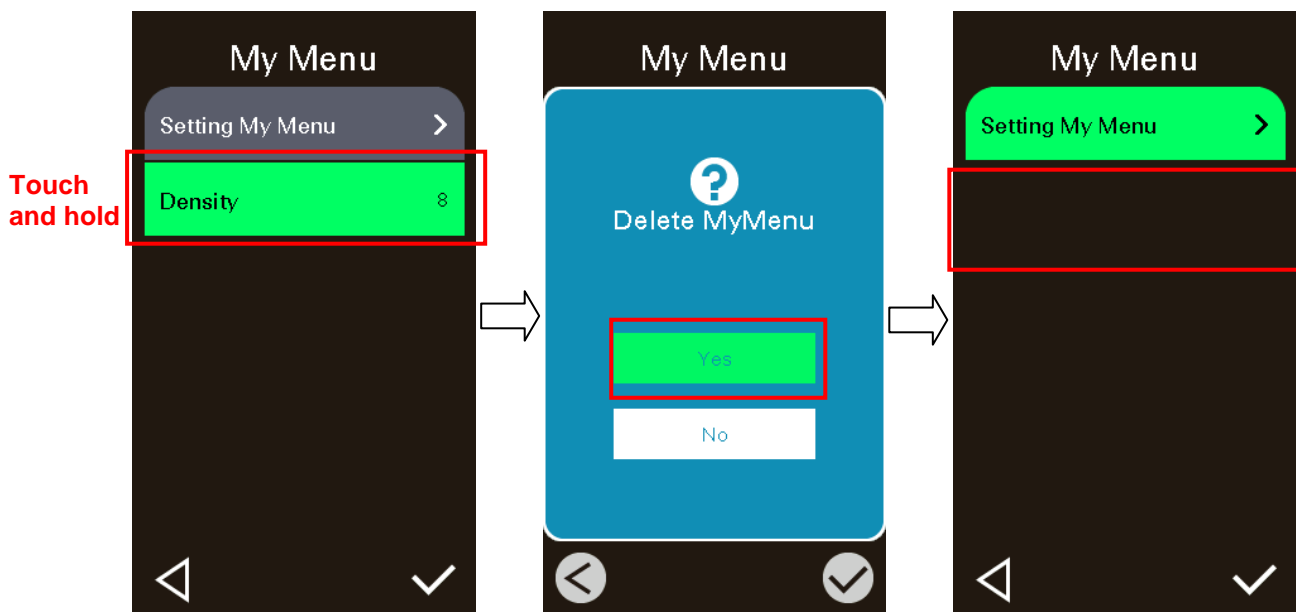 My Menu
Setting My Menu
Touch
and hold
Density 8
My Menu
Delete MyMenu
Yes
No
My Menu
Setting My Menu